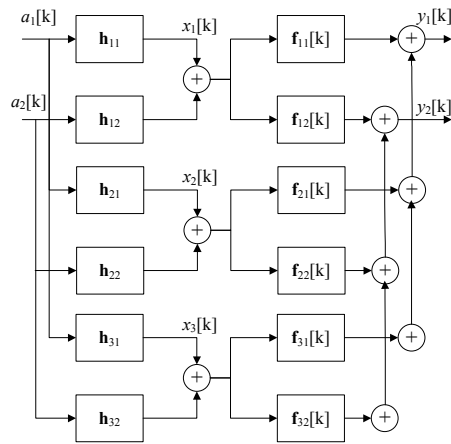 a₁[k] x₁[k] y₁[k]
h₁₁ f₁₁[k] +
+
a₂[k] y₂[k]
h₁₂ f₁₂[k] +
x₂[k]
h₂₁ f₂₁[k] +
+
h₂₂ f₂₂[k] +
x₃[k]
h₃₁ f₃₁[k] +
+
h₃₂ f₃₂[k] +